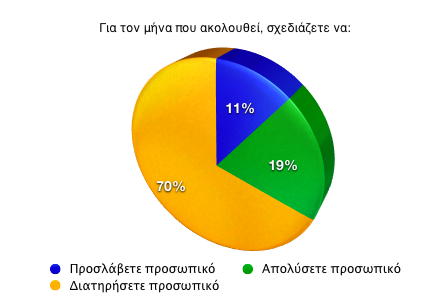 Για τον μήνα που ακολουθεί, σχεδιάζετε να:
11%
19%
70%
Προσλάβετε προσωπικό
Απολύσετε προσωπικό
Διατηρήσετε προσωπικό